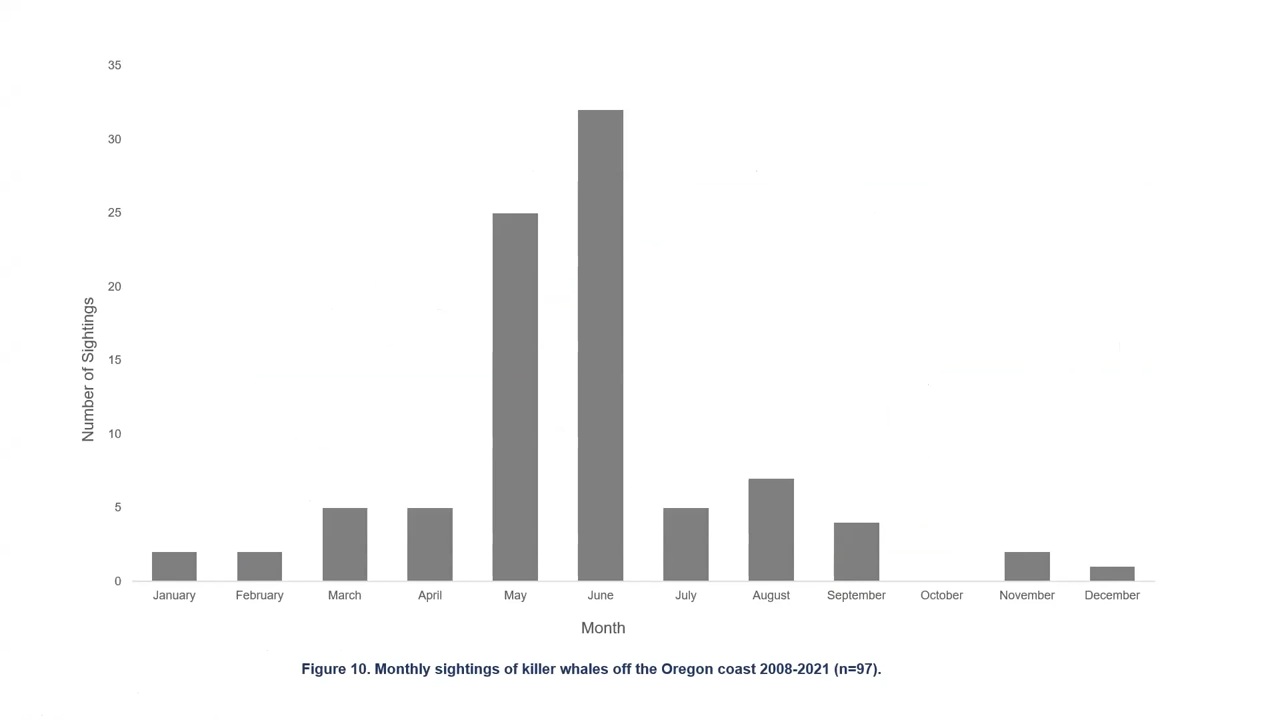 35
30
25
20
15
10
5
0
Number of Sightings
January February March April May June July August September October November December
Month
Figure 10. Monthly sightings of killer whales off the Oregon coast 2008-2021 (n=97).